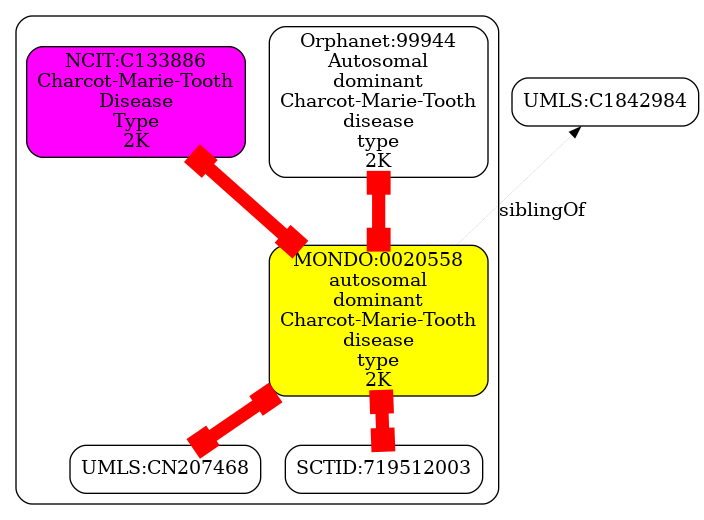 NCIT:C133886
Charcot-Marie-Tooth
Disease
Type
2K
Orphanet:99944
Autosomal
dominant
Charcot-Marie-Tooth
disease
type
2K
UMLS:C1842984
siblingOf
MONDO:0020558
autosomal
dominant
Charcot-Marie-Tooth
disease
type
2K
UMLS:CN207468
SCTID:719512003